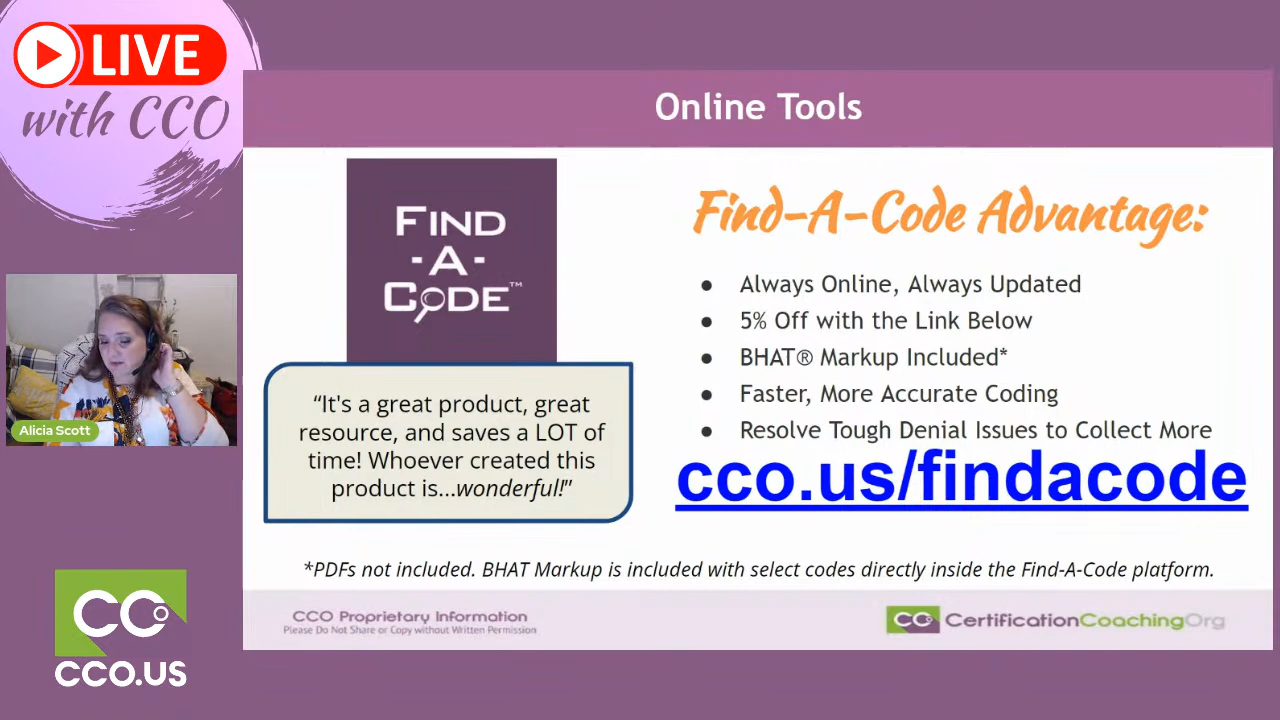 LIVE
with CCO
Online Tools
FIND
-A-
CODE™
Find-A-Code Advantage:
● Always Online, Always Updated
● 5% Off with the Link Below
● BHAT® Markup Included*
● Faster, More Accurate Coding
● Resolve Tough Denial Issues to Collect More
cco.us/findacode
“It's a great product, great
resource, and saves a LOT of
time! Whoever created this
product is...wonderful!”
Alicia Scott
*PDFs not included. BHAT Markup is included with select codes directly inside the Find-A-Code platform.
CCO Proprietary Information
Please Do Not Share or Copy without Written Permission
CCO CertificationCoachingOrg
CCO
CCO.US